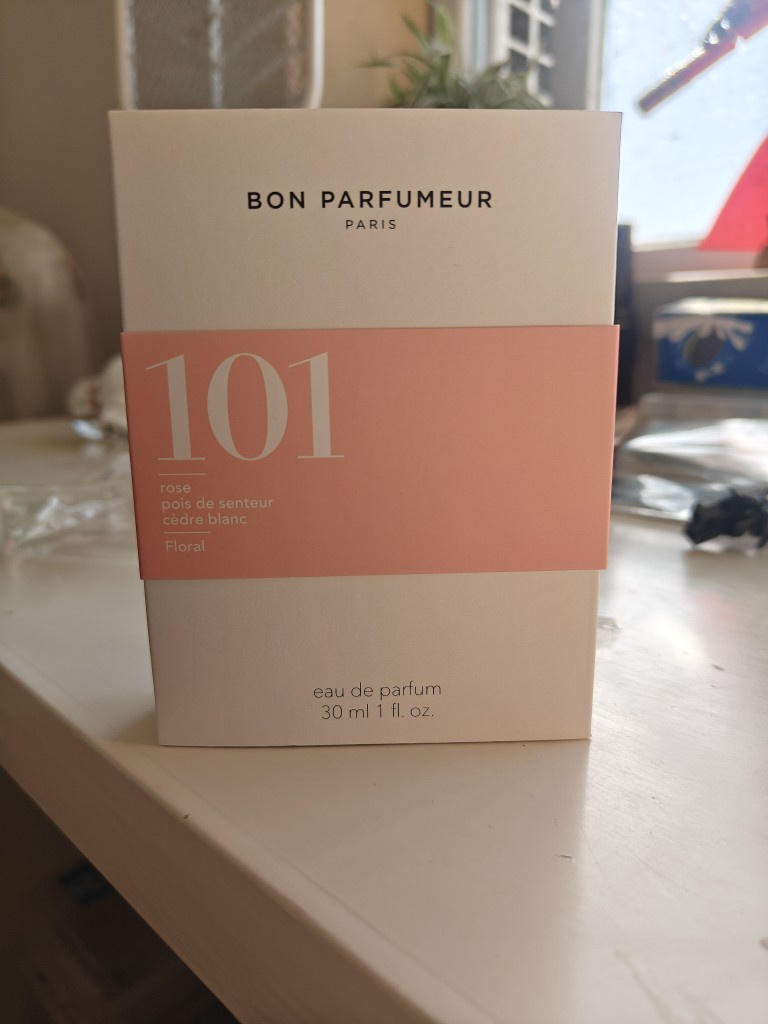 BON PARFUMEUR
PARIS
101
rose
pois de senteur
cèdre blanc
Floral
eau de parfum
30 ml 1 fl. oz.